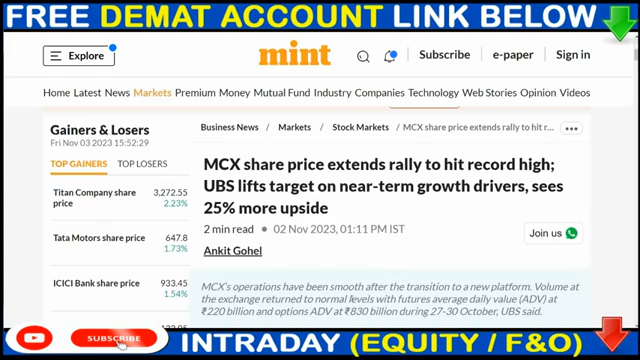 FREE DEMAT ACCOUNT LINK BELOW
Explore
mint
Subscribe
e-paper
Sign in
Home Latest News Markets Premium Money Mutual Fund Industry Companies Technology Web Stories Opinion Videos
Gainers & Losers
Fri Nov 03 2023 15:52:29
TOP GAINERS TOP LOSERS
Titan Company share price 3,272.55
2.23%
Tata Motors share price 647.8
1.73%
ICICI Bank share price 933.45
1.54%
Business News / Markets / Stock Markets / MCX share price extends rally to hit r...
MCX share price extends rally to hit record high;
UBS lifts target on near-term growth drivers, sees
25% more upside
2 min read • 02 Nov 2023, 01:11 PM IST
Join us
Ankit Gohel
MCX's operations have been smooth after the transition to a new platform. Volume at
the exchange returned to normal levels with futures average daily value (ADV) at
₹220 billion and options ADV at ₹830 billion during 27-30 October, UBS said.
SUBSCRIBE
INTRADAY (EQUITY / F&O)